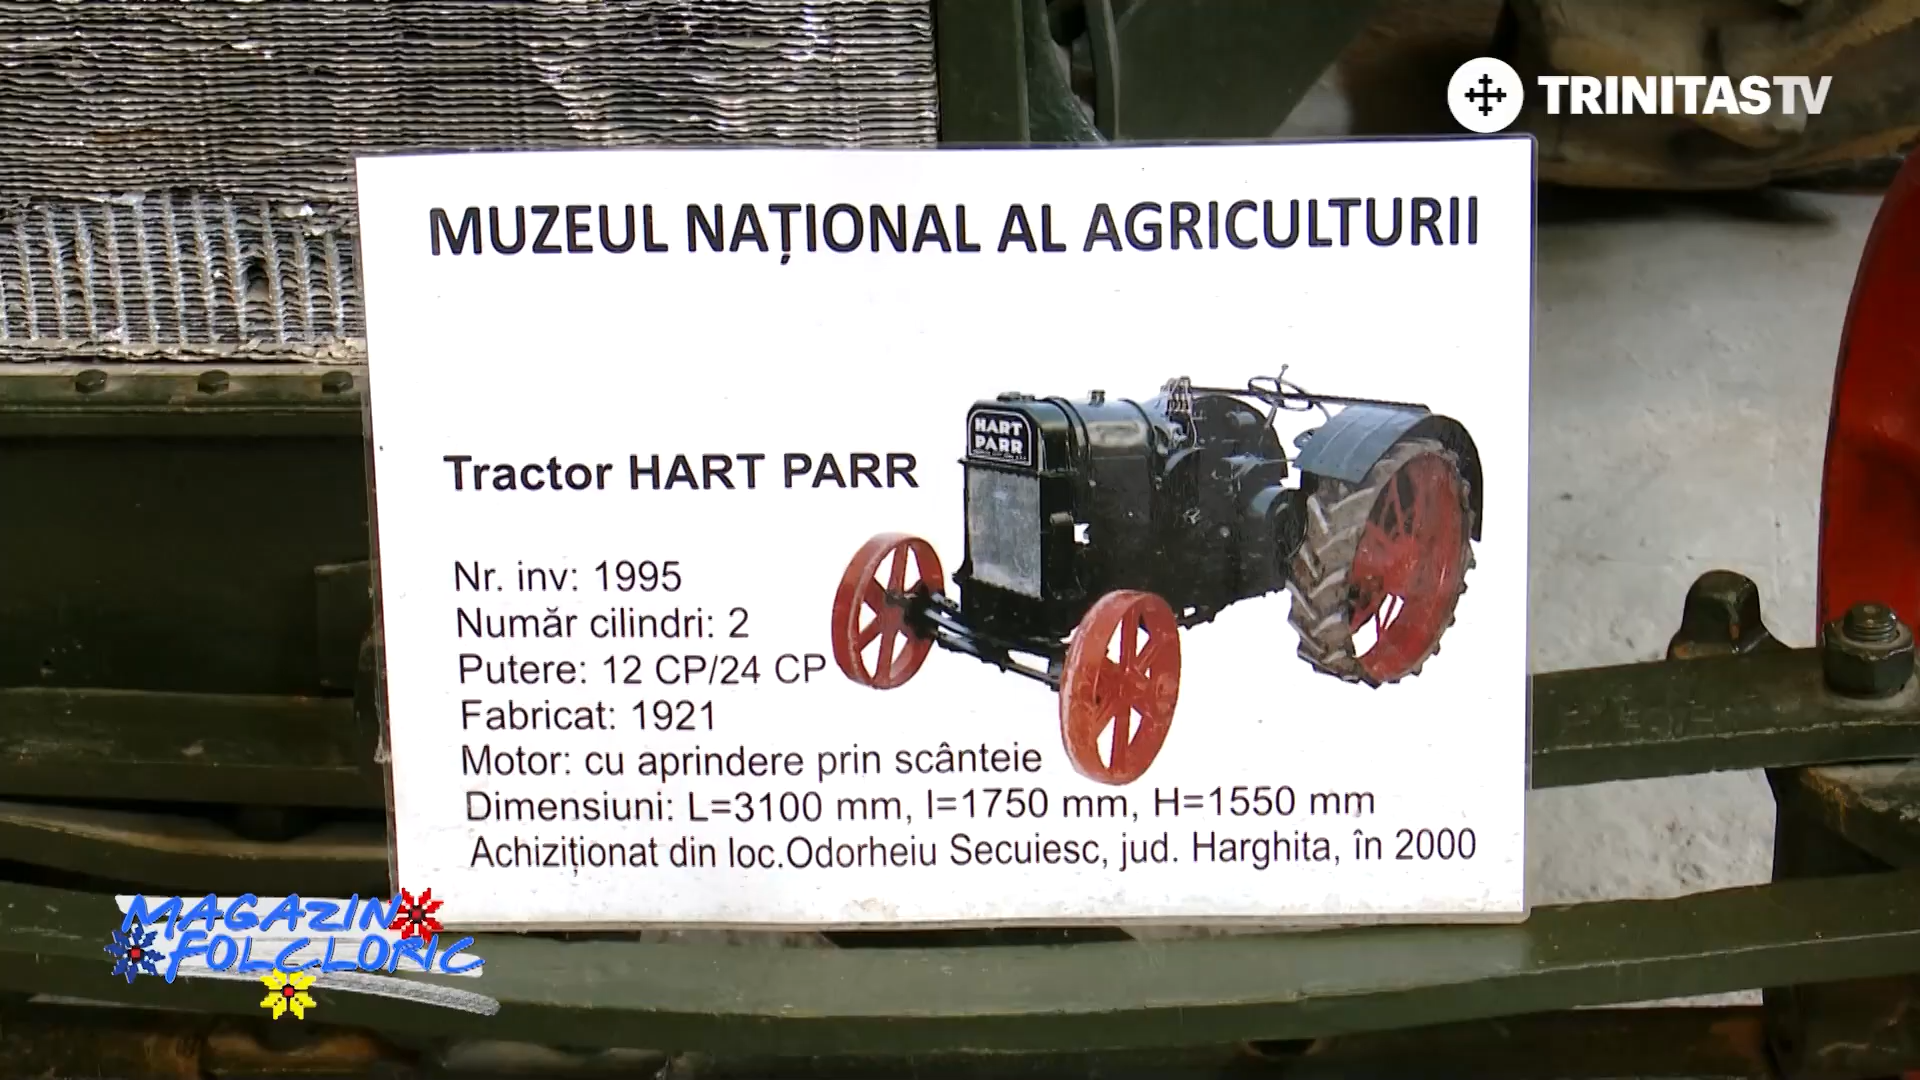 TRINITAS TV
MUZEUL NAȚIONAL AL AGRICULTURII
HART
PARR
Tractor HART PARR
Nr. inv: 1995
Număr cilindri: 2
Putere: 12 CP/24 CP
Fabricat: 1921
Motor: cu aprindere prin scânteie
Dimensiuni: L=3100 mm, l=1750 mm, H=1550 mm
Achiziționat din loc.Odorheiu Secuiesc, jud. Harghita, în 2000
MAGAZIN
FOLCLORIC